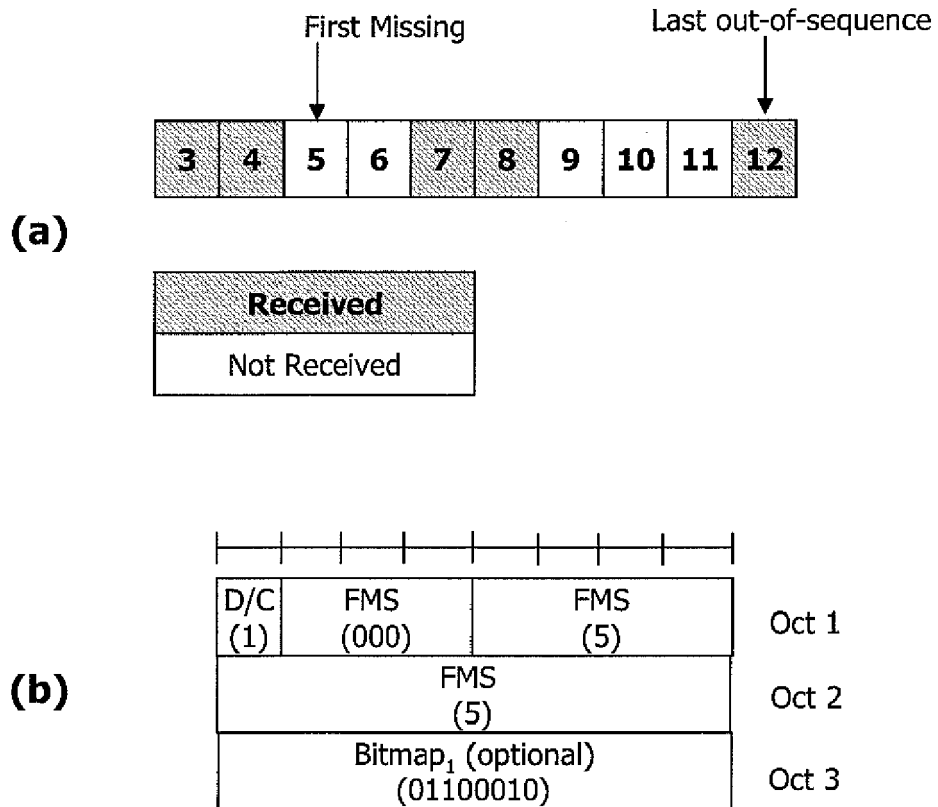 First Missing
Last out-of-sequence
3 4 5 6 7 8 9 10 11 12
(a)
Received
Not Received
D/C FMS FMS
(1) (000) (5)
Oct 1
(b)
FMS
(5)
Oct 2
Bitmap₁ (optional)
(01100010)
Oct 3